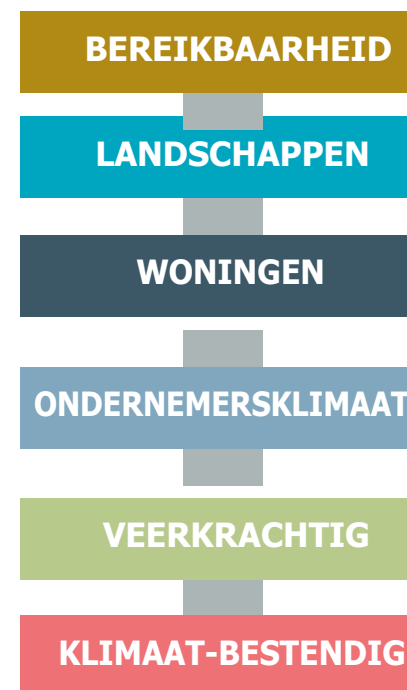 BEREIKBAARHEID
LANDSCHAPPEN
WONINGEN
ONDERNEMERSKLIMAAT
VEERKRACHTIG
KLIMAAT-BESTENDIG